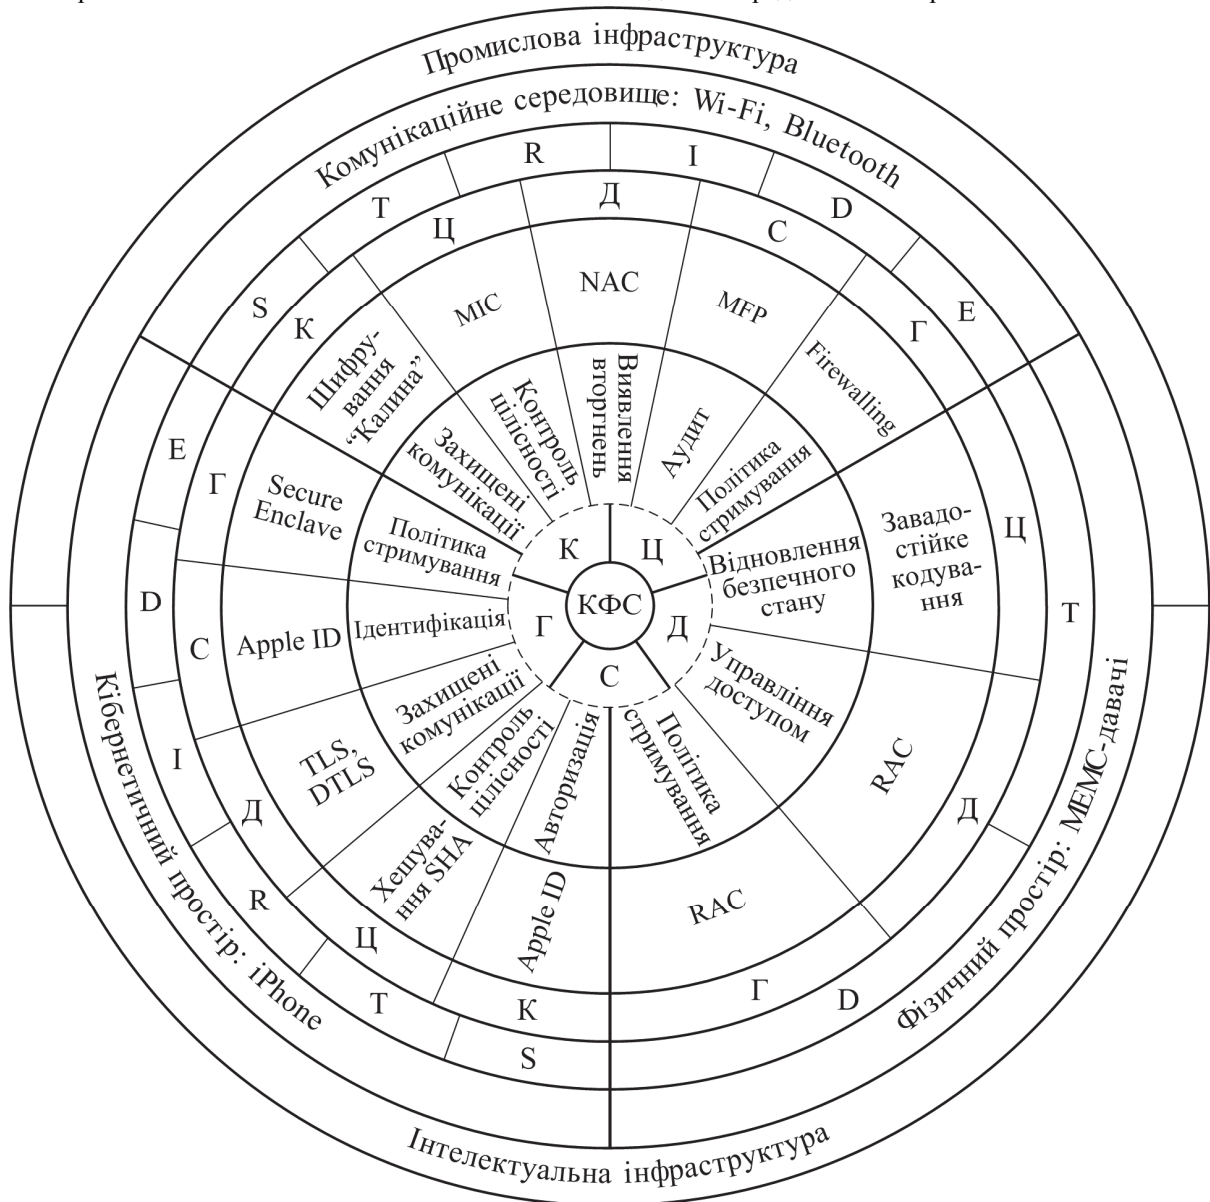 Промислова інфраструктура
Комунікаційне середовище: Wi-Fi, Bluetooth
R
I
T
D
S
E
Д
Ц
С
К
Г
NAC
MIC
MFP
Шифру-
вання
“Калина”
Firewalling
Виявлення
вторгнень
Контроль
цілісності
Аудит
Захищені
комунікації
Політика
стримування
E
Г
Secure
Enclave
Політика
стримування
К
Ц
Відновлення
безпечного
стану
Завадо-
стійке
кодува-
ння
Ц
Т
D
С
Apple ID
Ідентифікація
Г
КФС
Д
С
Управління
доступом
RAC
Д
I
Д
TLS,
DTLS
Захищені
комунікації
Контроль
цілісності
Авторизація
Політика
стримування
R
Ц
Хешува-
ння SHA
Apple ID
RAC
T
К
Г
D
S
Кібернетичний простір: iPhone
Фізичний простір: МЕМС-давачі
Інтелектуальна інфраструктура